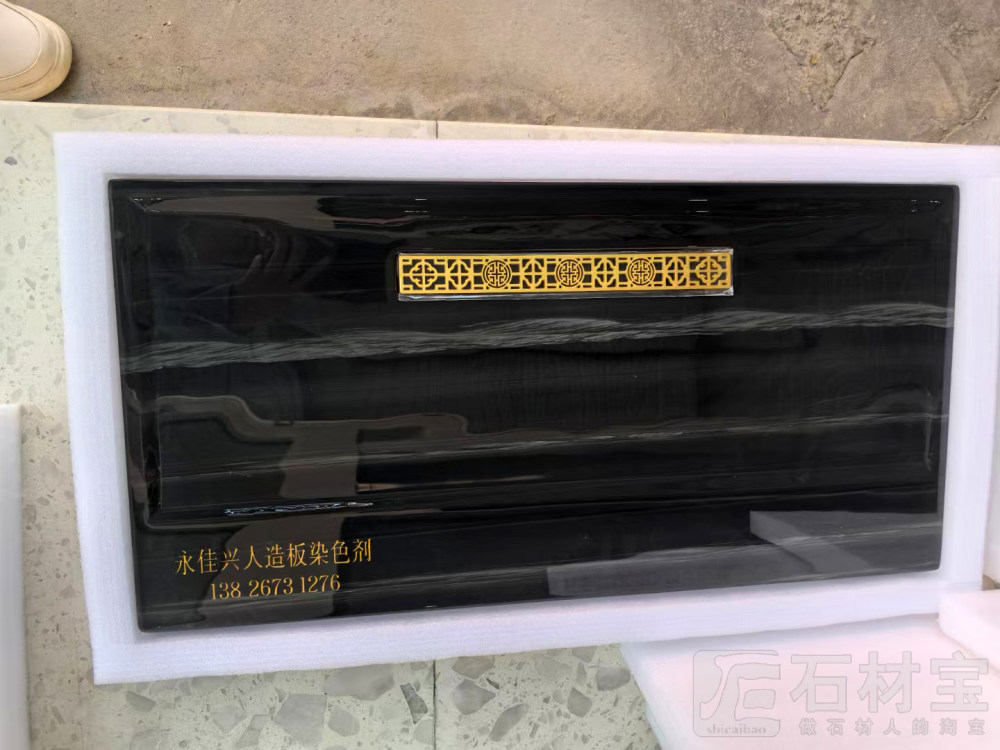 永佳兴人造板染色剂
138 2673 1276
石材宝
shicaibao
做石材人的淘宝